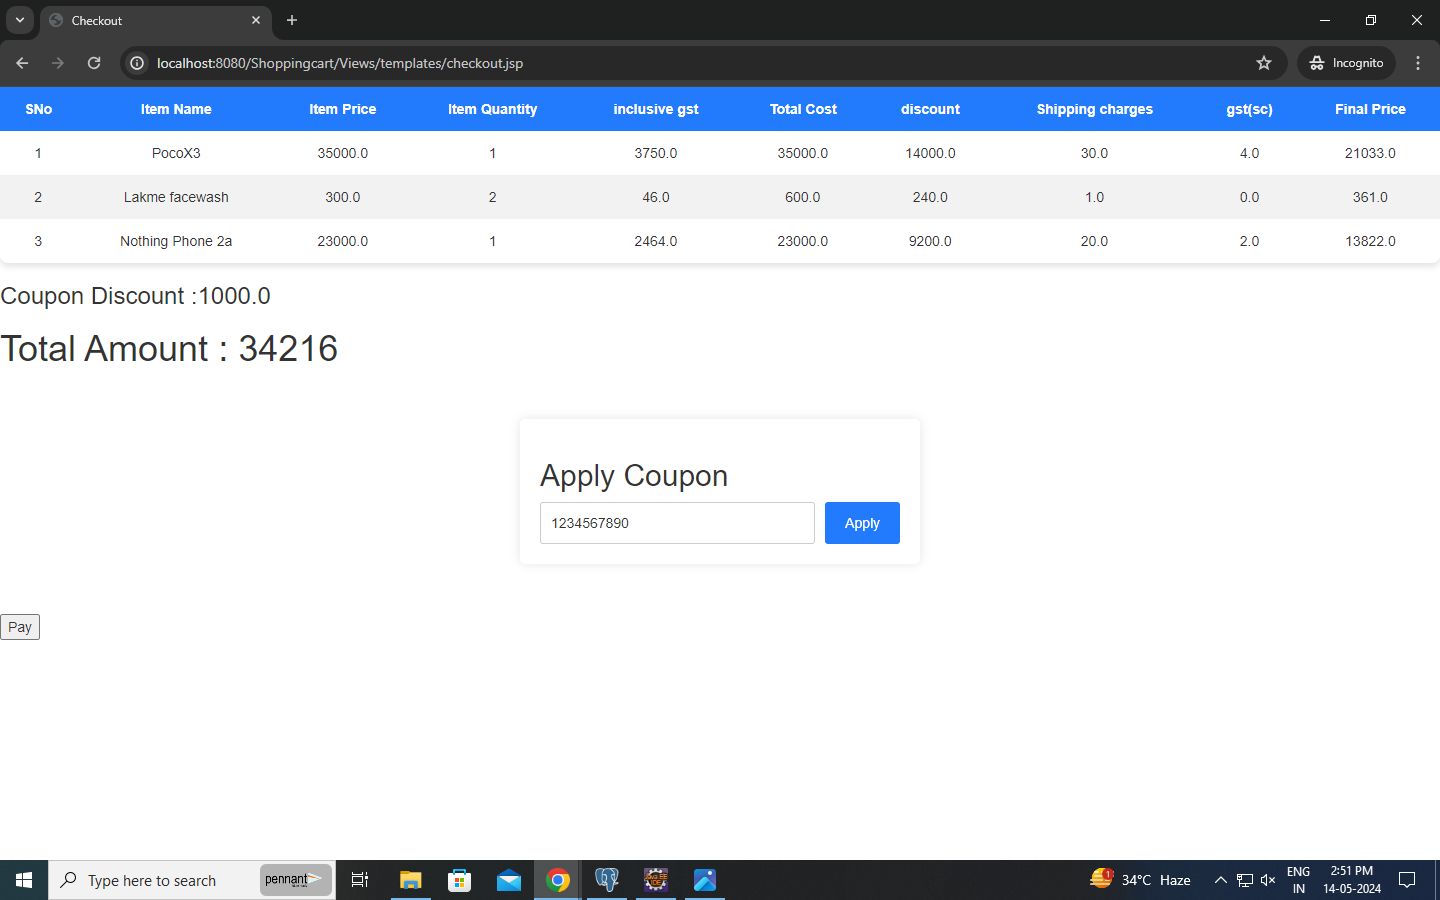 Checkout
localhost:8080/Shoppingcart/Views/templates/checkout.jsp
Incognito
SNo Item Name Item Price Item Quantity inclusive gst Total Cost discount Shipping charges gst(sc) Final Price
1 PocoX3 35000.0 1 3750.0 35000.0 14000.0 30.0 4.0 21033.0
2 Lakme facewash 300.0 2 46.0 600.0 240.0 1.0 0.0 361.0
3 Nothing Phone 2a 23000.0 1 2464.0 23000.0 9200.0 20.0 2.0 13822.0
Coupon Discount :1000.0
Total Amount : 34216
Apply Coupon
1234567890 Apply
Pay
Type here to search pennant 1 34°C Haze ENG IN 2:51 PM 14-05-2024